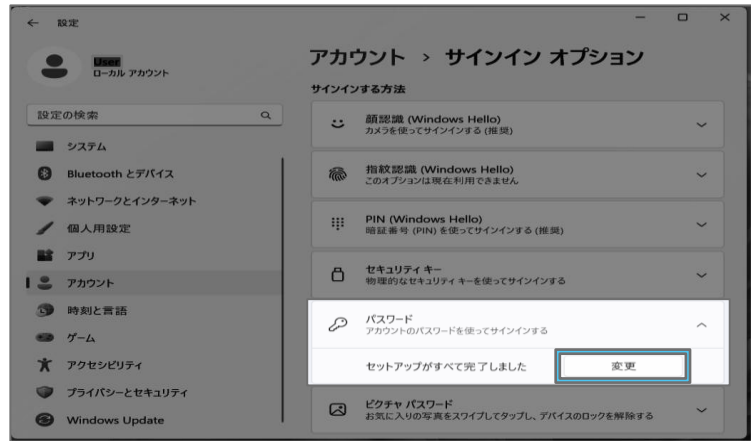 設定
User
ローカル アカウント
設定の検索
システム
Bluetooth とデバイス
ネットワークとインターネット
個人用設定
アプリ
アカウント
時刻と言語
ゲーム
アクセシビリティ
プライバシーとセキュリティ
Windows Update
アカウント > サインイン オプション
サインインする方法
顔認識 (Windows Hello)
カメラを使ってサインインする (推奨)
指紋認識 (Windows Hello)
このオプションは現在利用できません
PIN (Windows Hello)
暗証番号 (PIN) を使ってサインインする (推奨)
セキュリティ キー
物理的なセキュリティ キーを使ってサインインする
パスワード
アカウントのパスワードを使ってサインインする
セットアップがすべて完了しました
変更
ピクチャ パスワード
お気に入りの写真をスワイプしてタップし、デバイスのロックを解除する